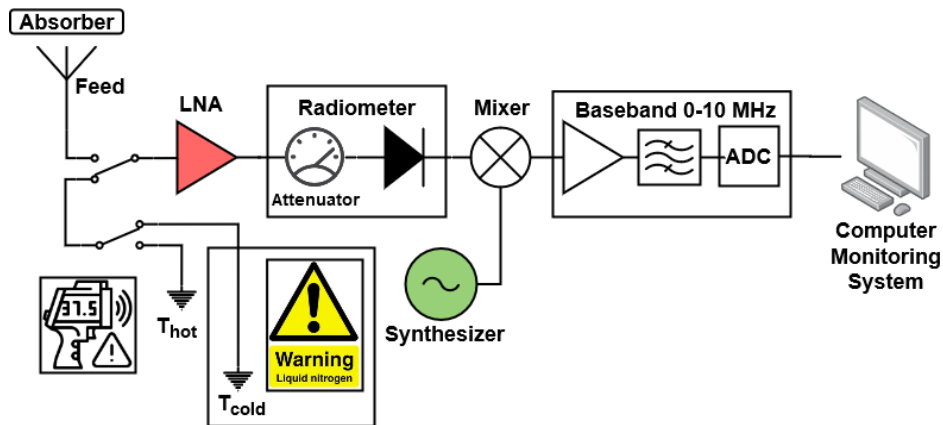 Absorber
Feed
LNA
Radiometer
Attenuator
Mixer
Baseband 0-10 MHz
ADC
Computer
Monitoring
System
Synthesizer
37.5
Thot
Tcold
Warning
Liquid nitrogen